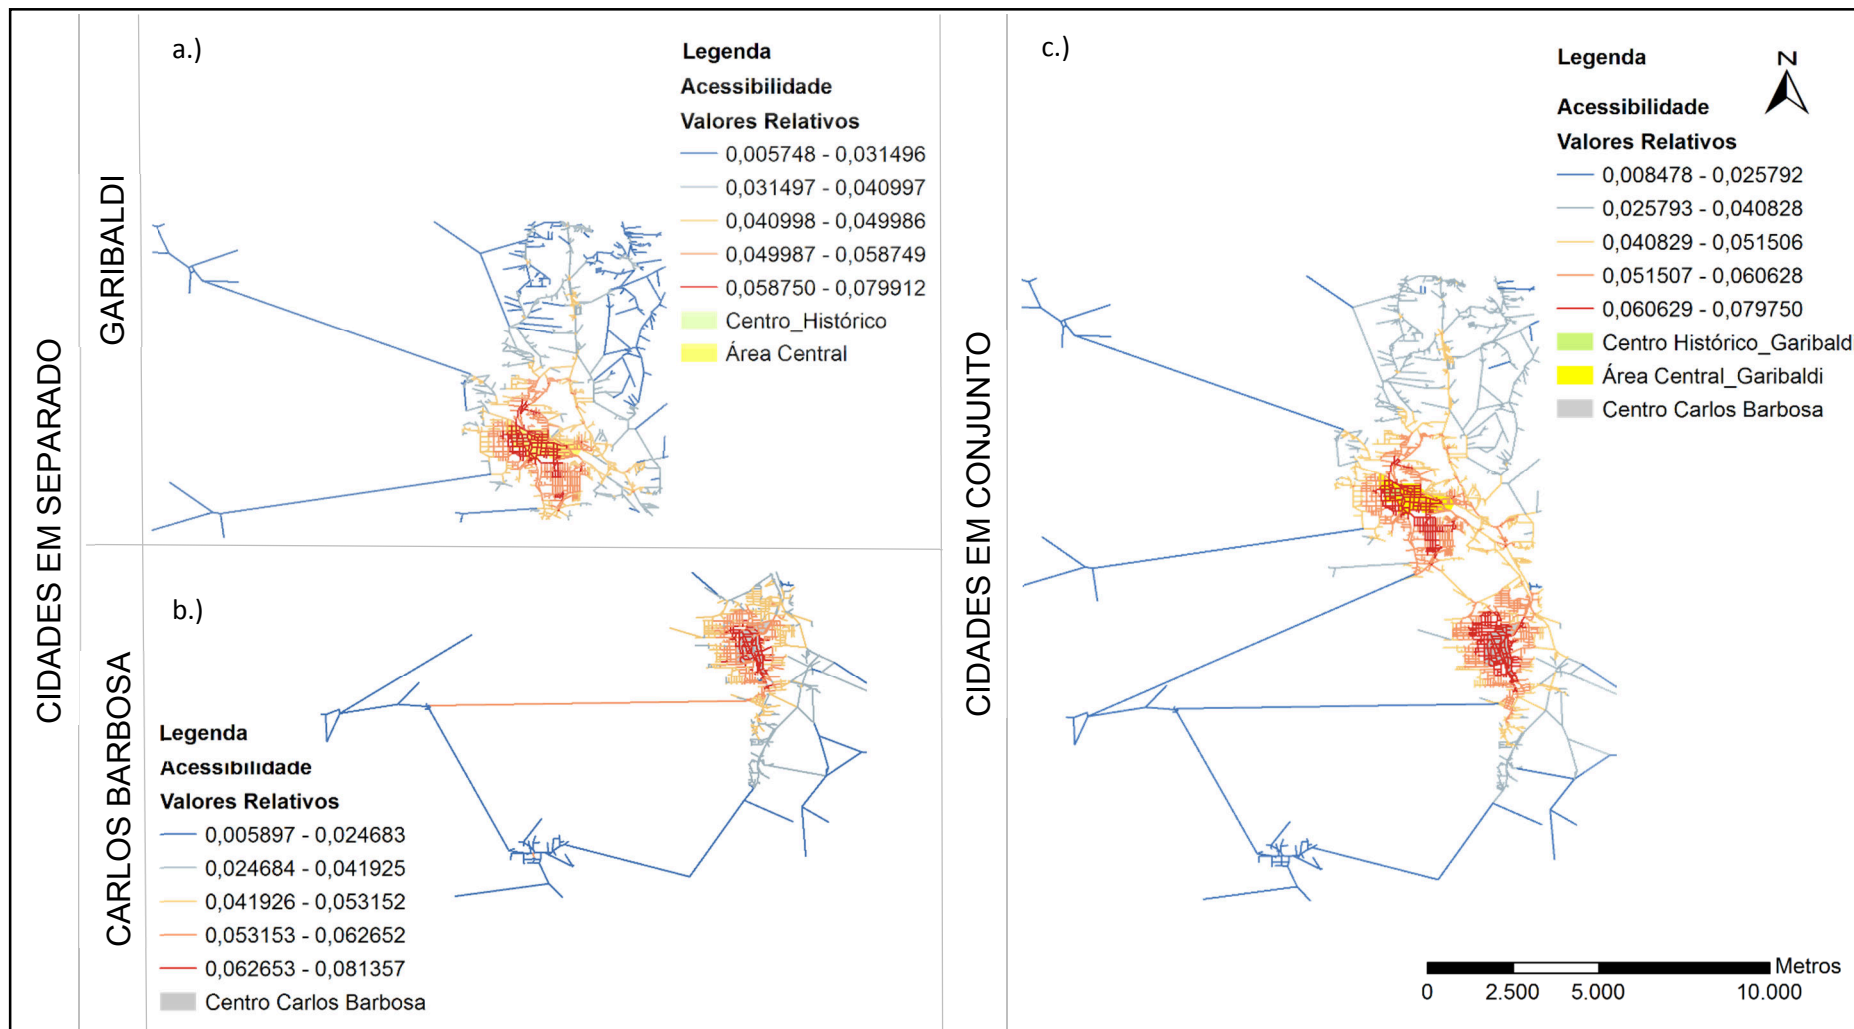 CIDADES EM SEPARADO
GARIBALDI
a.)
Legenda
Acessibilidade
Valores Relativos
0,005748 - 0,031496
0,031497 - 0,040997
0,040998 - 0,049986
0,049987 - 0,058749
0,058750 - 0,079912
Centro_Histórico
Área Central
CARLOS BARBOSA
b.)
Legenda
Acessibilidade
Valores Relativos
0,005897 - 0,024683
0,024684 - 0,041925
0,041926 - 0,053152
0,053153 - 0,062652
0,062653 - 0,081357
Centro Carlos Barbosa
CIDADES EM CONJUNTO
c.)
Legenda
N
Acessibilidade
Valores Relativos
0,008478 - 0,025792
0,025793 - 0,040828
0,040829 - 0,051506
0,051507 - 0,060628
0,060629 - 0,079750
Centro Histórico_Garibaldi
Área Central_Garibaldi
Centro Carlos Barbosa
Metros
0 2.500 5.000 10.000